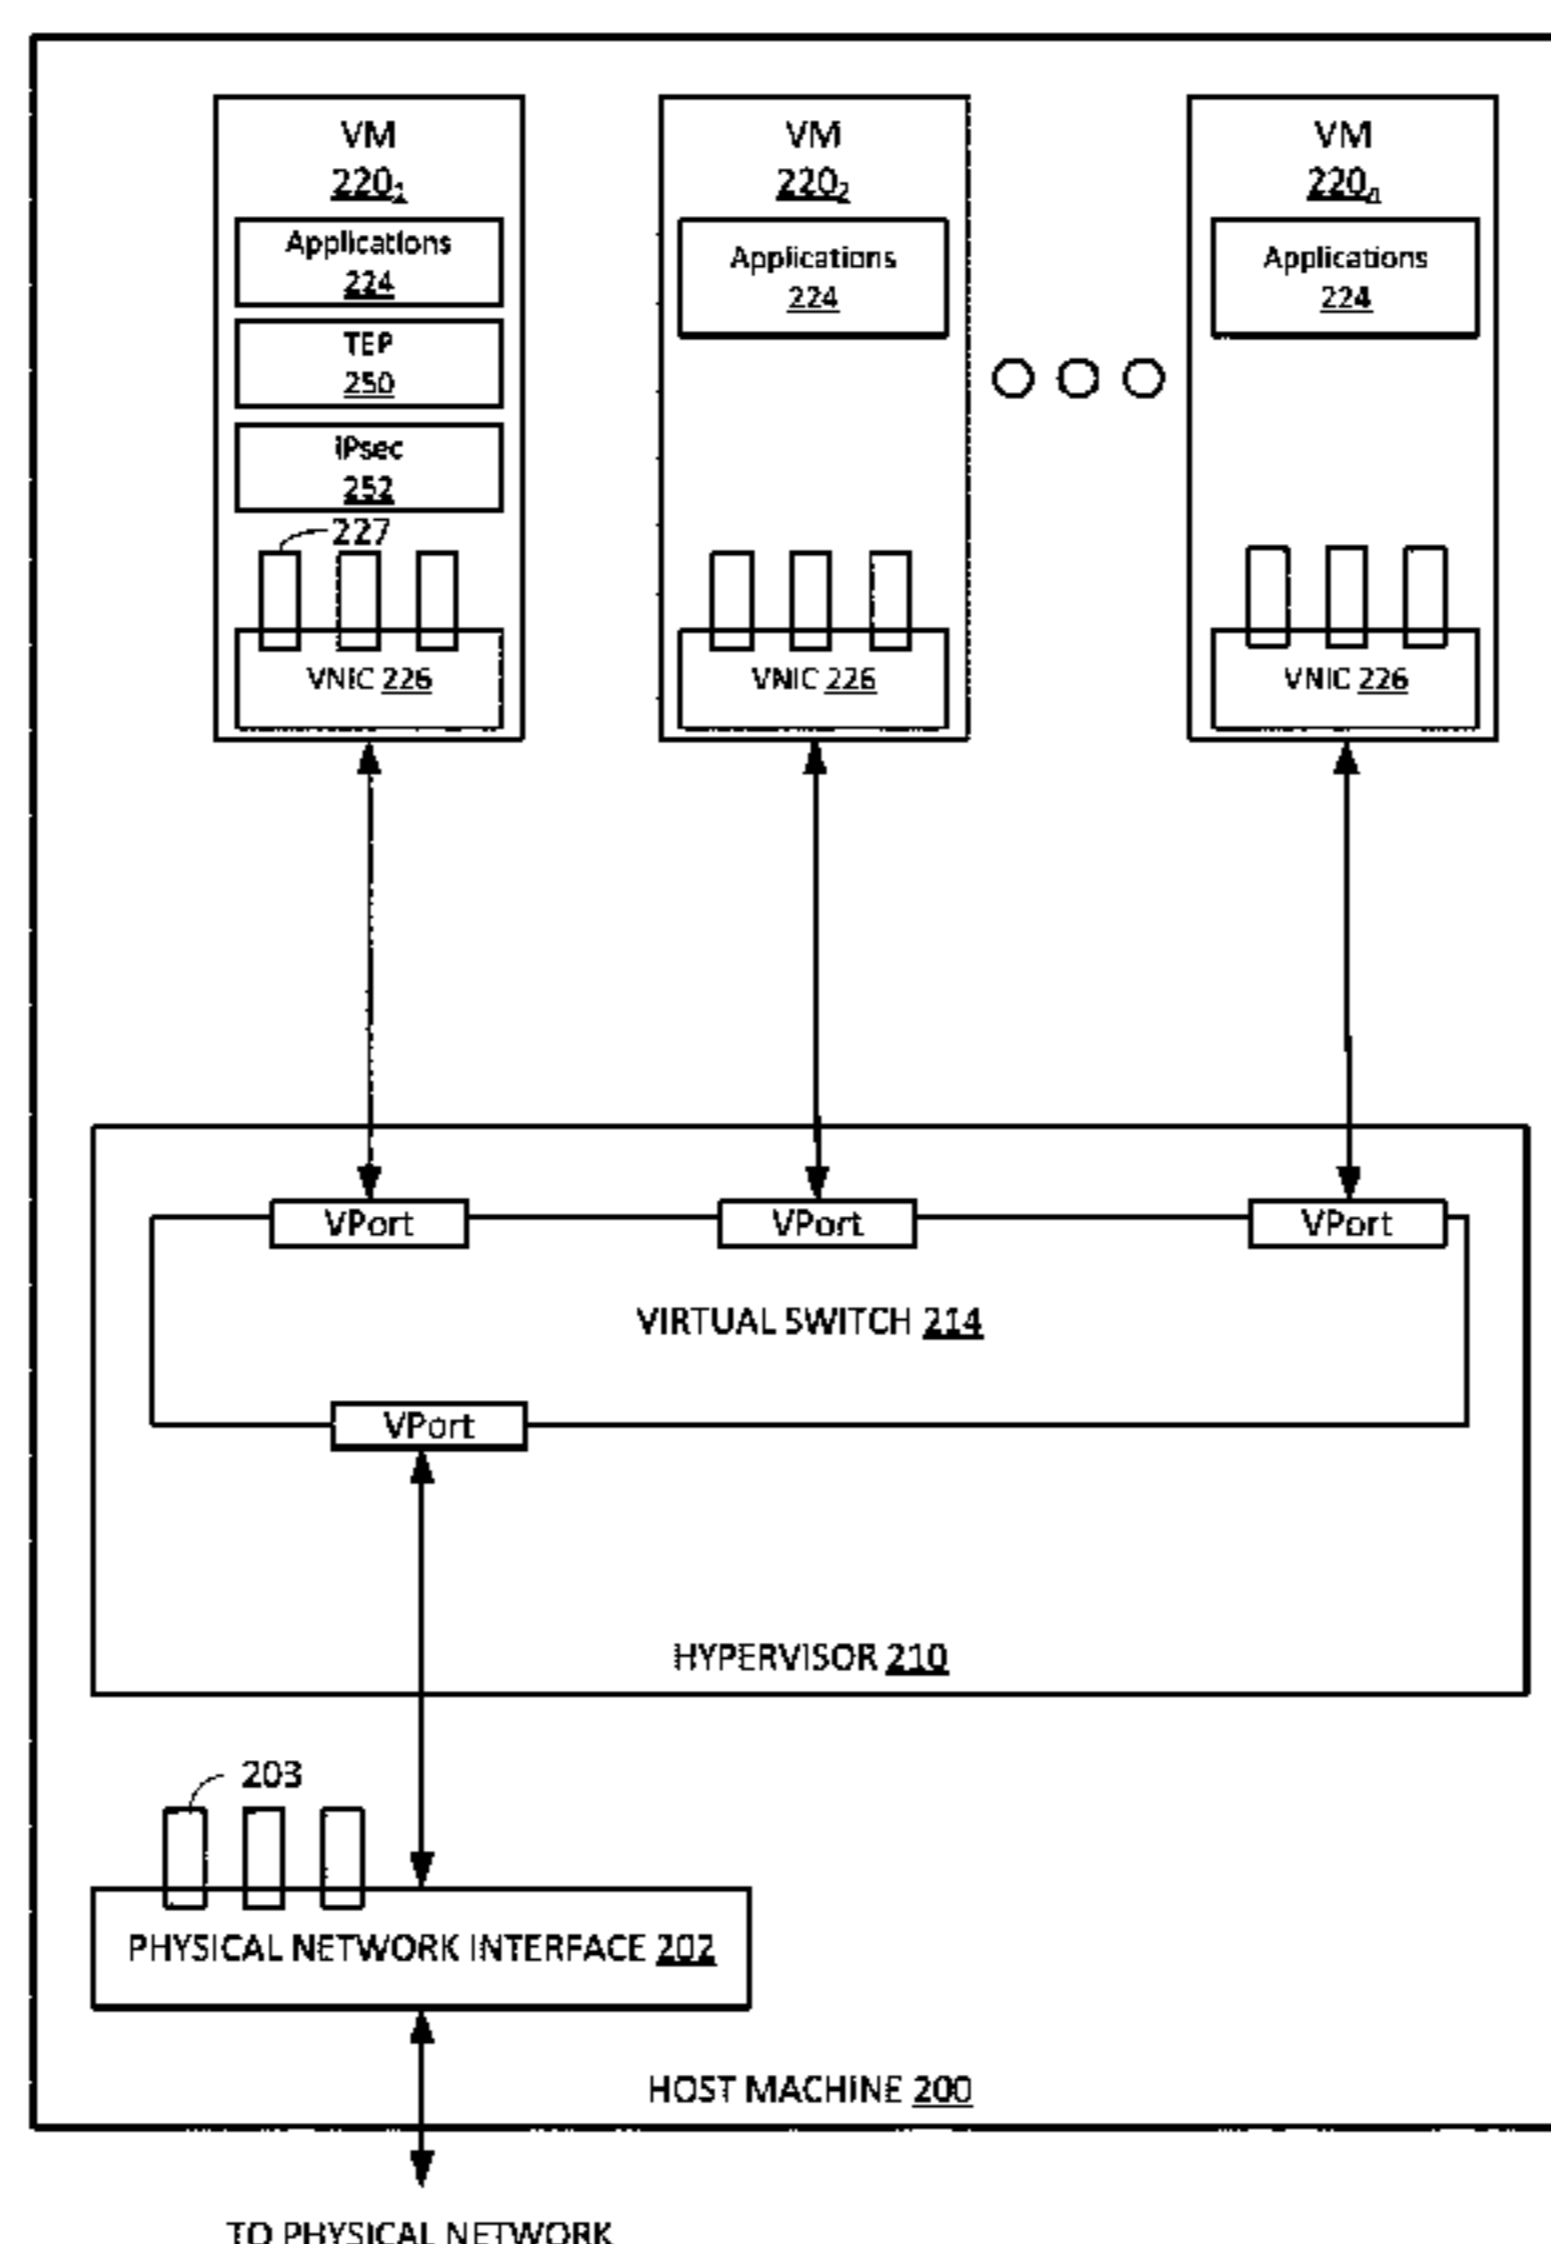 VM
220₁
Applications
224
TEP
250
IPsec
252
227
VNIC 226
VM
220₂
Applications
224
VNIC 226
VM
220ₙ
Applications
224
VNIC 226
VPort
VPort
VPort
VIRTUAL SWITCH 214
VPort
HYPERVISOR 210
203
PHYSICAL NETWORK INTERFACE 202
HOST MACHINE 200
TO PHYSICAL NETWORK